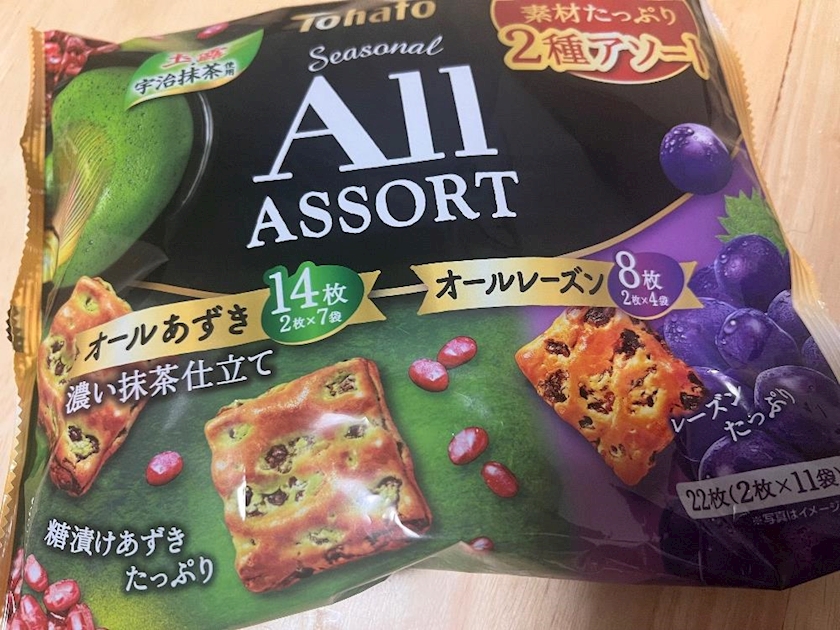 Tohato
素材たっぷり
2種アソート
玉露
宇治抹茶使用
Seasonal
All
ASSORT
オールあずき
14枚
2枚×7袋
濃い抹茶仕立て
オールレーズン
8枚
2枚×4袋
レーズン
たっぷり
22枚(2枚×11袋
※写真はイメージ
糖漬けあずき
たっぷり